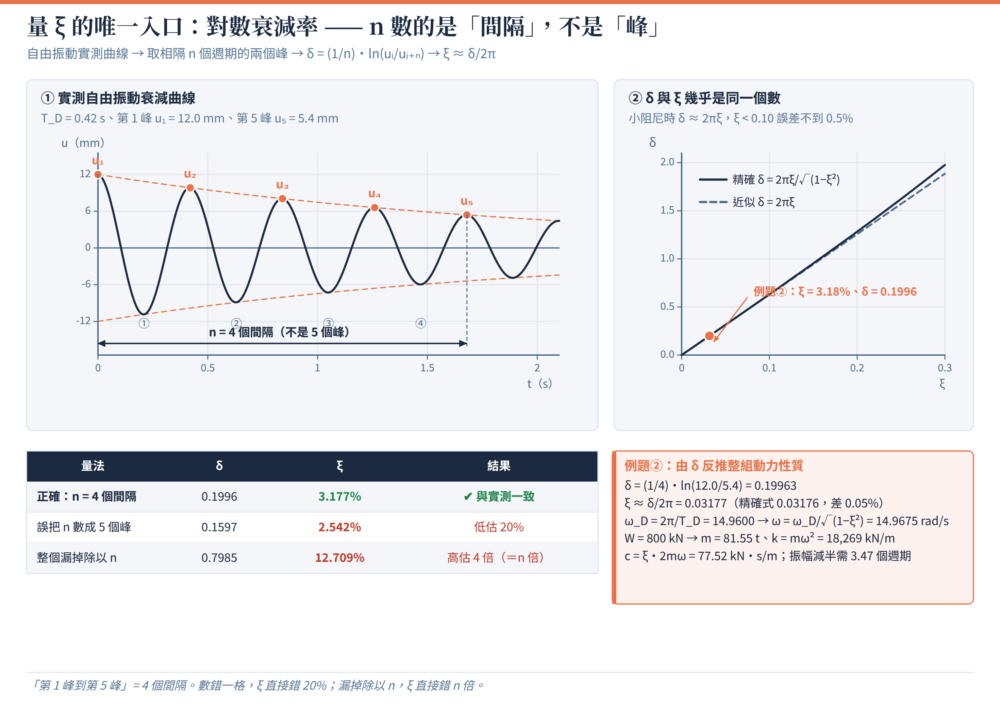 量 ξ 的唯一入口：對數衰減率 —— n 數的是「間隔」，不是「峰」
自由振動實測曲線 → 取相隔 n 個週期的兩個峰 → δ = (1/n)・ln(uᵢ/uᵢ₊ₙ) → ξ ≈ δ/2π
① 實測自由振動衰減曲線
T_D = 0.42 s、第 1 峰 u₁ = 12.0 mm、第 5 峰 u₅ = 5.4 mm
u（mm）
u₁
u₂
u₃
u₄
u₅
12
6
0
-6
-12
①
②
③
④
n = 4 個間隔（不是 5 個峰）
0
0.5
1
1.5
2
t（s）
② δ 與 ξ 幾乎是同一個數
小阻尼時 δ ≈ 2πξ，ξ < 0.10 誤差不到 0.5%
δ
2.0
1.5
1.0
0.5
0.0
精確 δ = 2πξ/√(1−ξ²)
近似 δ = 2πξ
例題②：ξ = 3.18%、δ = 0.1996
0
0.1
0.2
0.3
ξ
量法 δ ξ 結果
正確：n = 4 個間隔 0.1996 3.177% ✔ 與實測一致
誤把 n 數成 5 個峰 0.1597 2.542% 低估 20%
整個漏掉除以 n 0.7985 12.709% 高估 4 倍（＝n 倍）
例題②：由 δ 反推整組動力性質
δ = (1/4)・ln(12.0/5.4) = 0.19963
ξ ≈ δ/2π = 0.03177（精確式 0.03176，差 0.05%）
ω_D = 2π/T_D = 14.9600 → ω = ω_D/√(1−ξ²) = 14.9675 rad/s
W = 800 kN → m = 81.55 t、k = mω² = 18,269 kN/m
c = ξ・2mω = 77.52 kN・s/m；振幅減半需 3.47 個週期
「第 1 峰到第 5 峰」= 4 個間隔。數錯一格，ξ 直接錯 20%；漏掉除以 n，ξ 直接錯 n 倍。